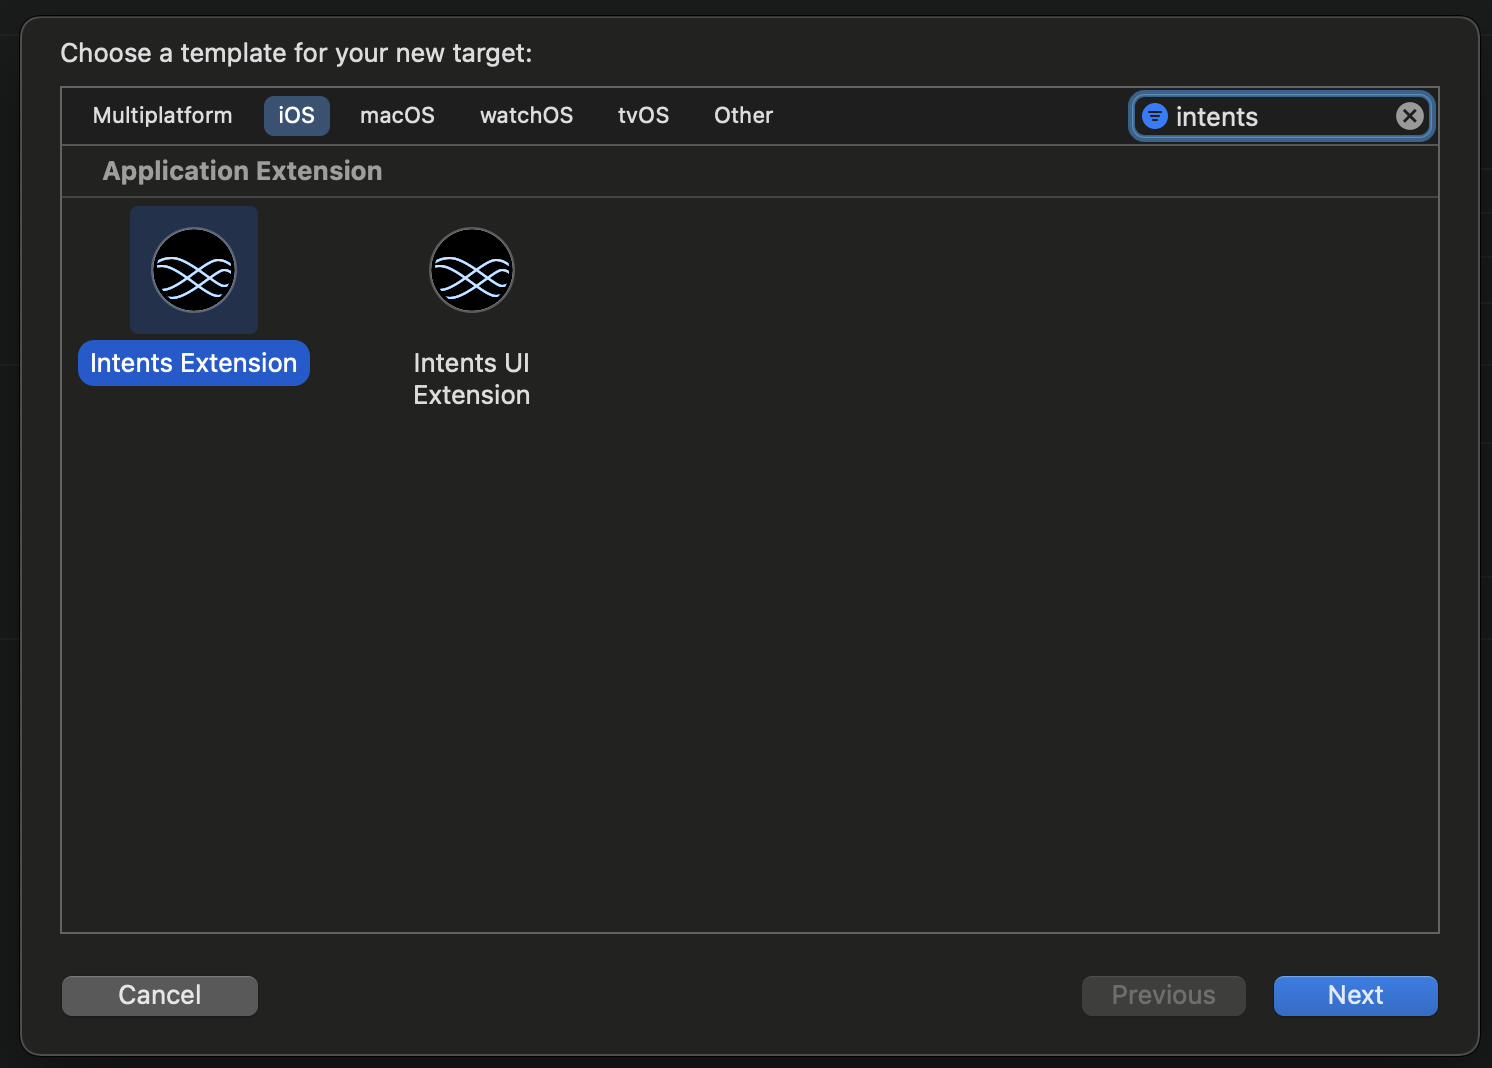 Choose a template for your new target:
Multiplatform iOS macOS watchOS tvOS Other intents
Application Extension
Intents Extension
Intents UI
Extension
Cancel Previous Next